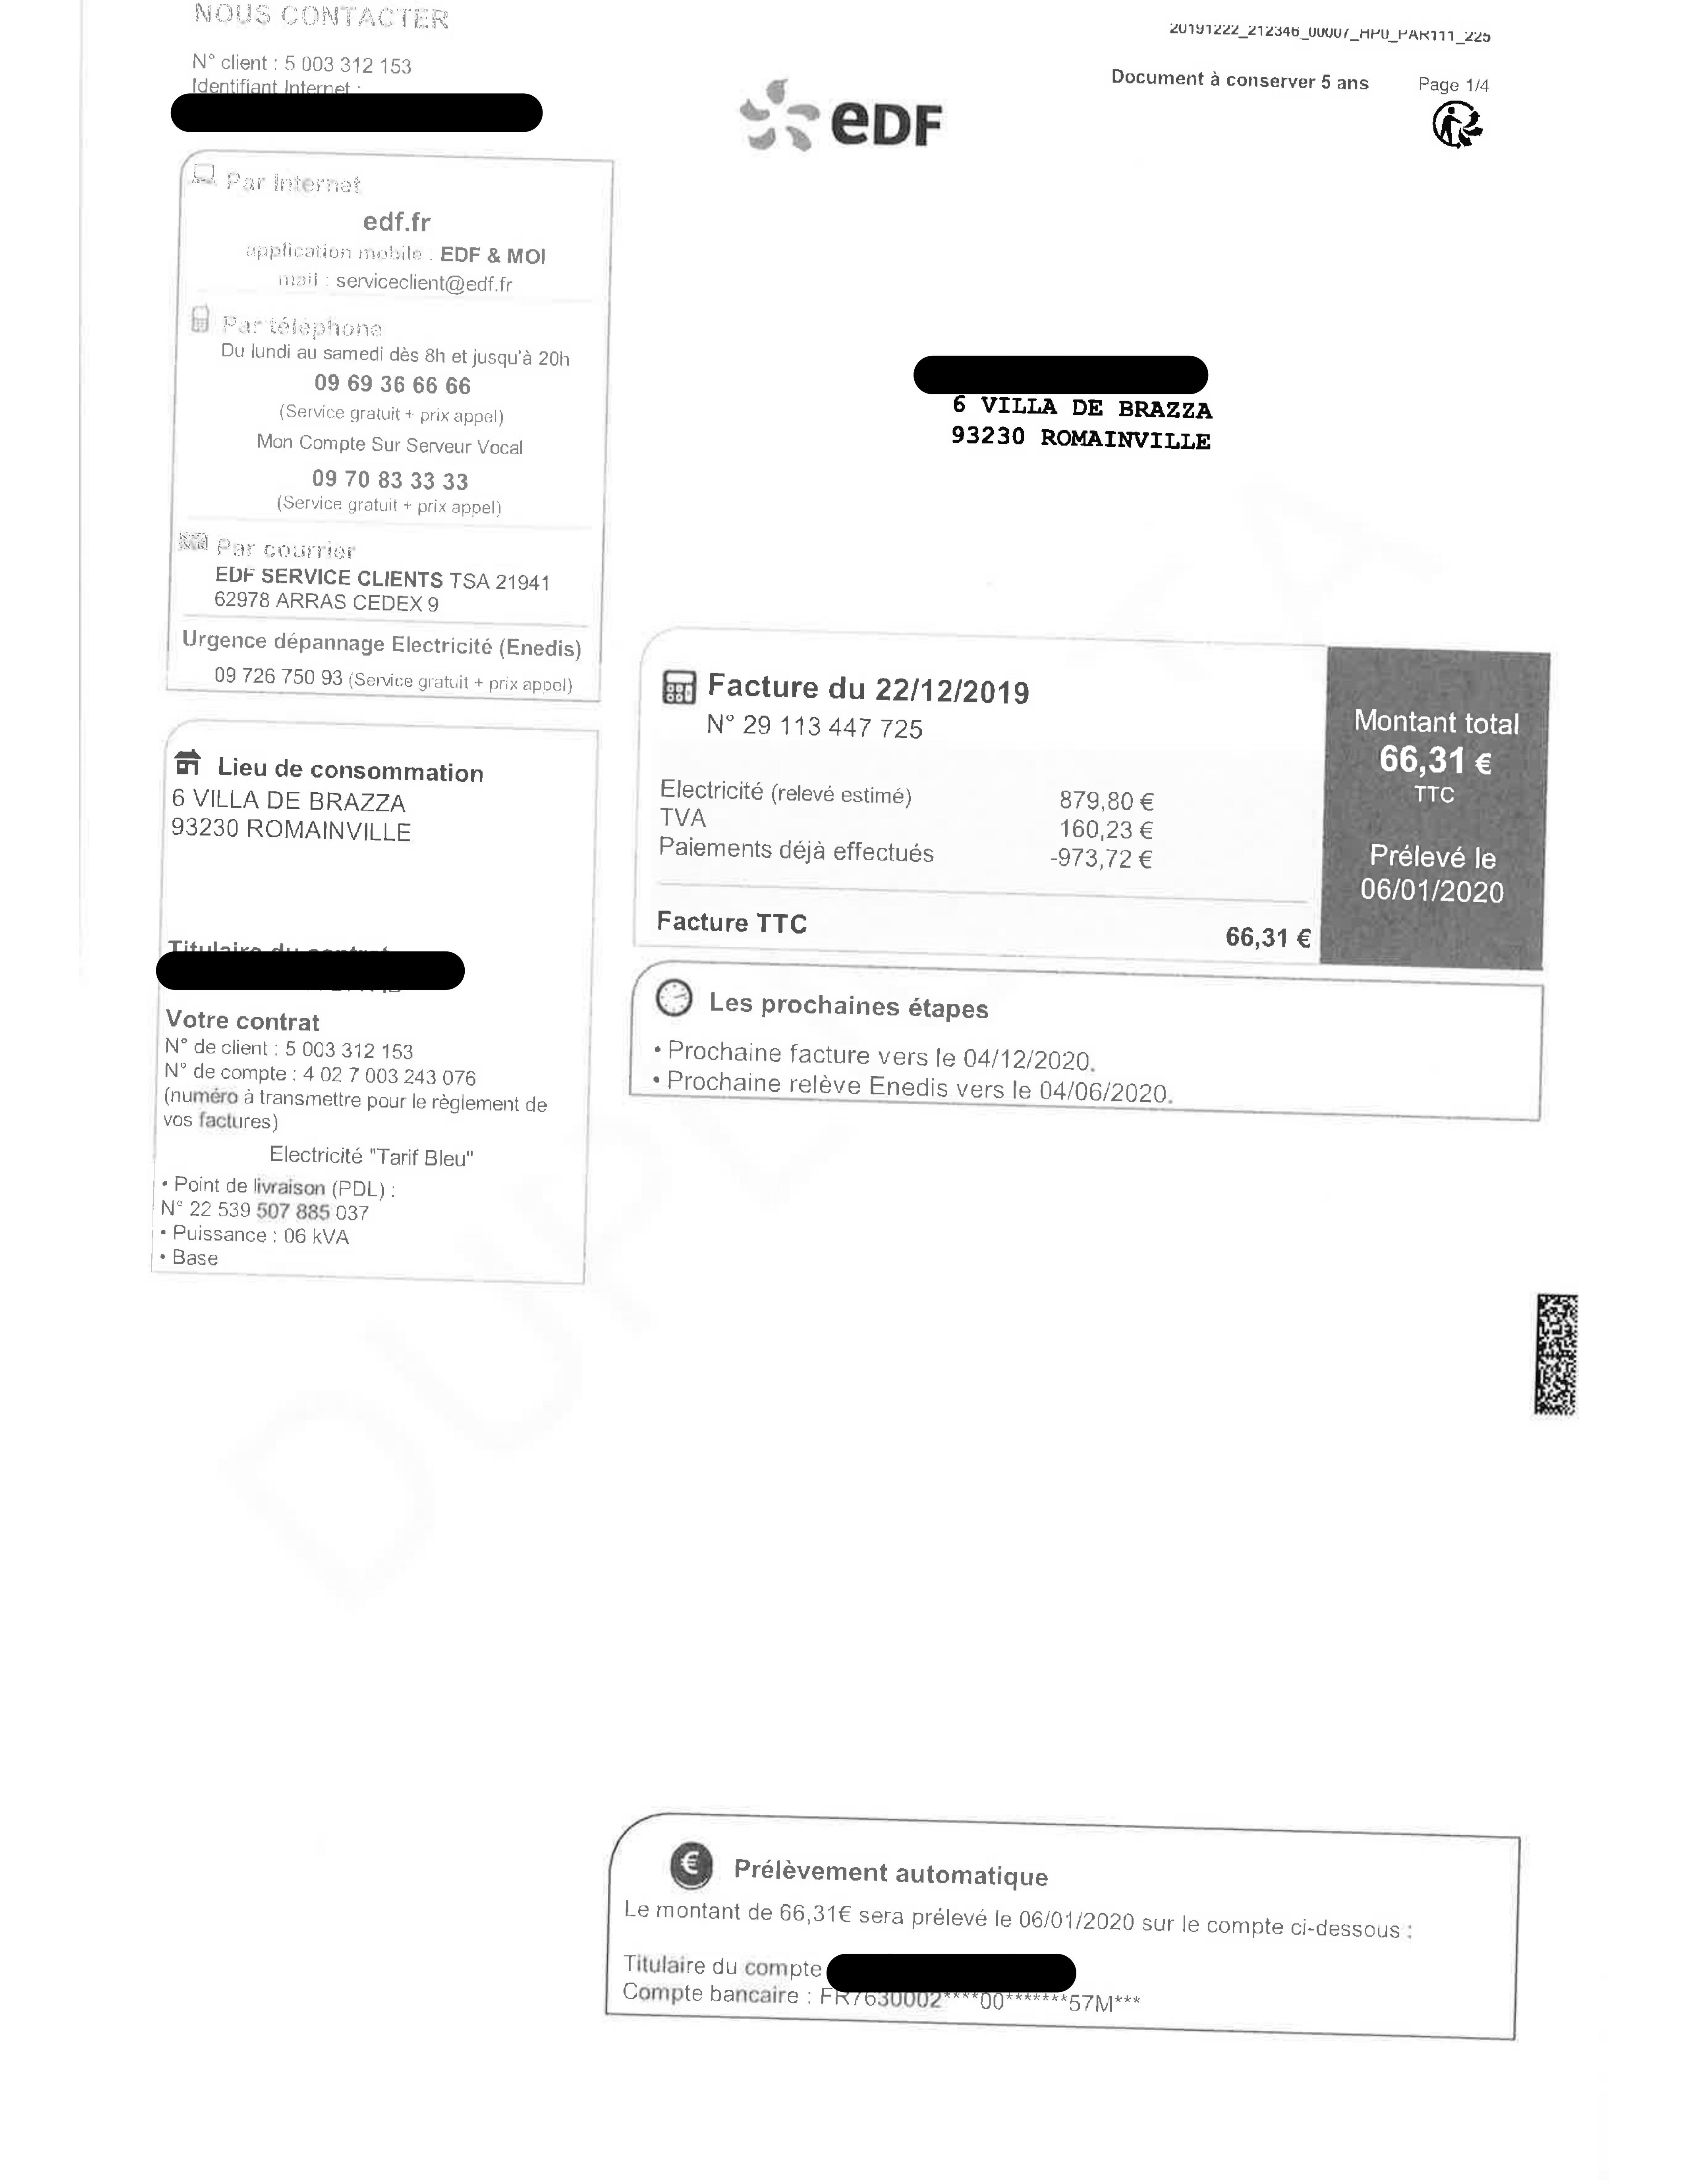 NOUS CONTACTER
N° client : 5 003 312 153
Identifiant Internet :
20191222_212346_00007_HP0_PAR111_225
Document à conserver 5 ans
Page 1/4
eDF
Par Internet
edf.fr
application mobile : EDF & MOI
mail : serviceclient@edf.fr
Par téléphone
Du lundi au samedi dès 8h et jusqu'à 20h
09 69 36 66 66
(Service gratuit + prix appel)
Mon Compte Sur Serveur Vocal
09 70 83 33 33
(Service gratuit + prix appel)
Par courrier
EDF SERVICE CLIENTS TSA 21941
62978 ARRAS CEDEX 9
Urgence dépannage Electricité (Enedis)
09 726 750 93 (Service gratuit + prix appel)
6 VILLA DE BRAZZA
93230 ROMAINVILLE
Lieu de consommation
6 VILLA DE BRAZZA
93230 ROMAINVILLE
Titulaire du contrat
Votre contrat
N° de client : 5 003 312 153
N° de compte : 4 02 7 003 243 076
(numéro à transmettre pour le règlement de
vos factures)
Electricité "Tarif Bleu"
• Point de livraison (PDL) :
N° 22 539 507 885 037
• Puissance : 06 kVA
• Base
Facture du 22/12/2019
N° 29 113 447 725
Electricité (relevé estimé) 879,80 €
TVA 160,23 €
Paiements déjà effectués -973,72 €
Facture TTC 66,31 €
Montant total
66,31 €
TTC
Prélevé le
06/01/2020
Les prochaines étapes
• Prochaine facture vers le 04/12/2020.
• Prochaine relève Enedis vers le 04/06/2020.
DUPLICATA
Prélèvement automatique
Le montant de 66,31€ sera prélevé le 06/01/2020 sur le compte ci-dessous :
Titulaire du compte
Compte bancaire : FR7630002****00*******57M***